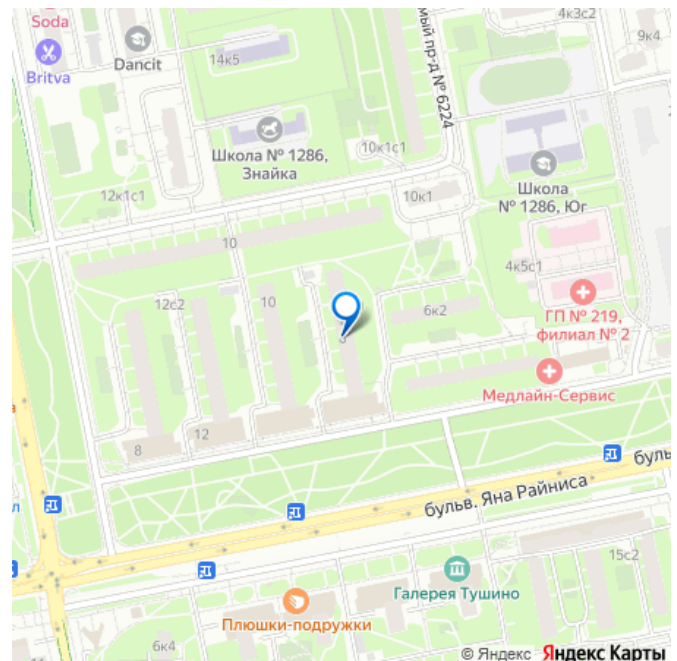 Soda
4к3с2
9к4
Dancit
Britva
14к5
мый пр-д № 6224
Школа № 1286,
Знайка
10к1с1
Школа
№ 1286, Юг
12к1с1
10к1
10
4к5с1
12с2
10
6к2
ГП № 219,
филиал № 2
Медлайн-Сервис
8
12
буль
бульв. Яна Райниса
15с2
Галерея Тушино
Плюшки-подружки
6к4
© Яндекс Яндекс Карты